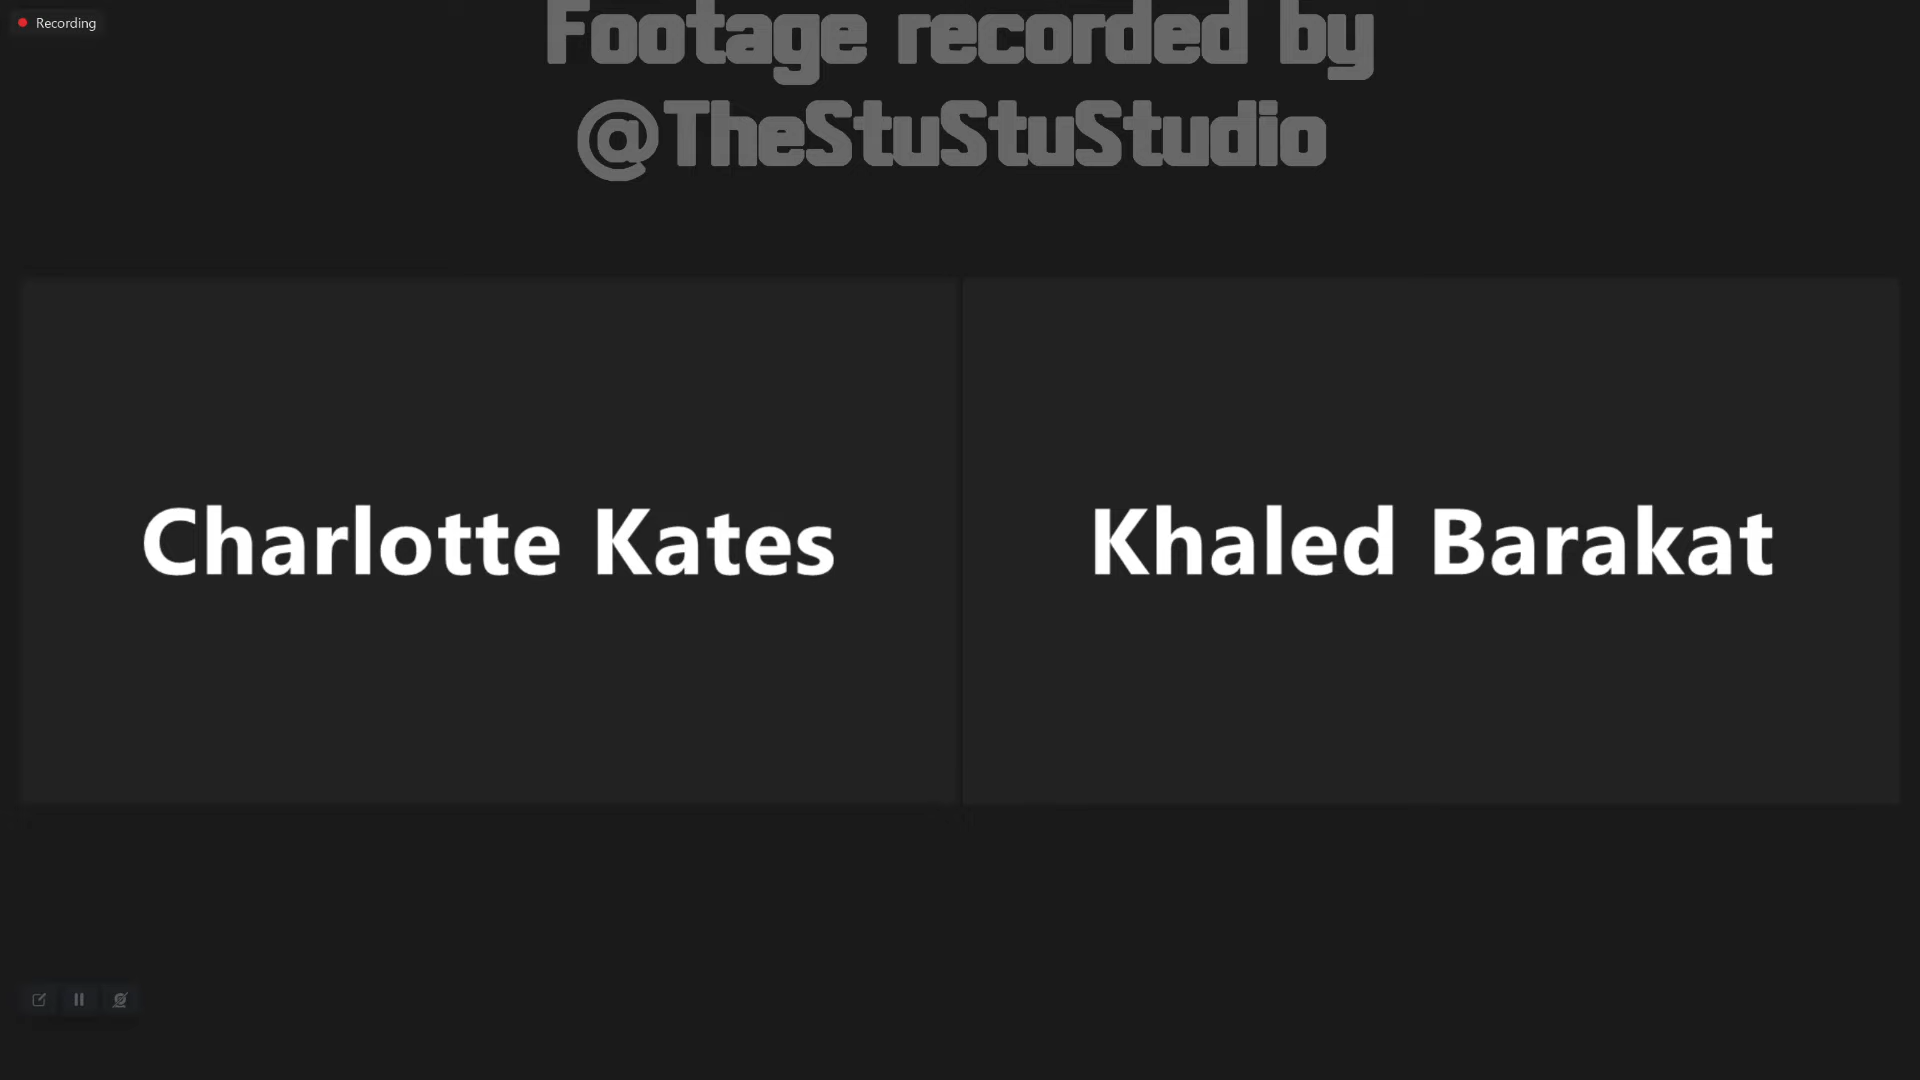 Recording
Footage recorded by
@TheStuStuStudio
Charlotte Kates
Khaled Barakat